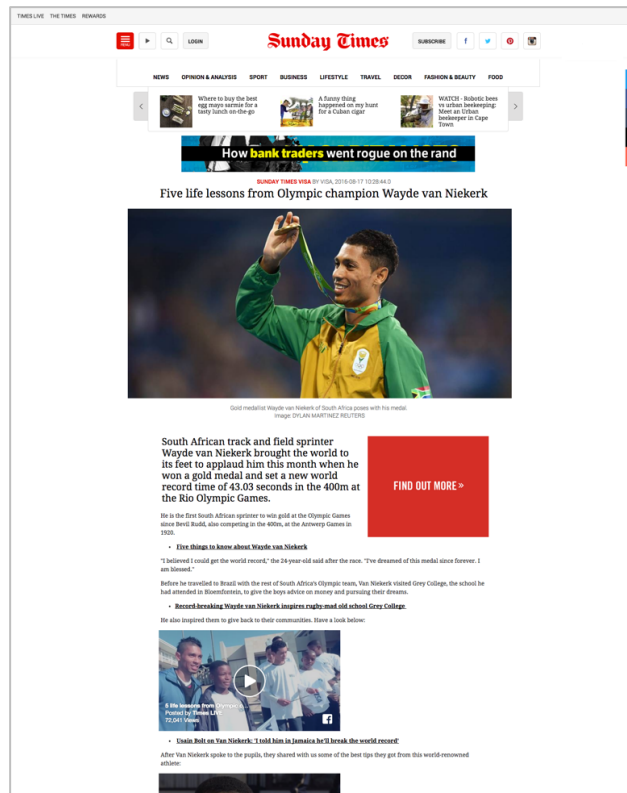 TIMES LIVE THE TIMES REWARDS
MENU
LOGIN
Sunday Times
SUBSCRIBE
NEWS OPINION & ANALYSIS SPORT BUSINESS LIFESTYLE TRAVEL DECOR FASHION & BEAUTY FOOD
Where to buy the best
egg mayo sarmie for a
tasty lunch on-the-go
A funny thing
happened on my hunt
for a Cuban cigar
WATCH - Robotic bees
vs urban beekeeping:
Meet an Urban
beekeeper in Cape
Town
How bank traders went rogue on the rand
SUNDAY TIMES VISA BY VISA, 2016-08-17 10:28:44.0
Five life lessons from Olympic champion Wayde van Niekerk
Gold medallist Wayde van Niekerk of South Africa poses with his medal.
Image: DYLAN MARTINEZ REUTERS
South African track and field sprinter
Wayde van Niekerk brought the world to
its feet to applaud him this month when he
won a gold medal and set a new world
record time of 43.03 seconds in the 400m at
the Rio Olympic Games.
FIND OUT MORE »
He is the first South African sprinter to win gold at the Olympic Games
since Bevil Rudd, also competing in the 400m, at the Antwerp Games in
1920.
• Five things to know about Wayde van Niekerk
"I believed I could get the world record," the 24-year-old said after the race. "I've dreamed of this medal since forever. I
am blessed."
Before he travelled to Brazil with the rest of South Africa's Olympic team, Van Niekerk visited Grey College, the school he
had attended in Bloemfontein, to give the boys advice on money and pursuing their dreams.
• Record-breaking Wayde van Niekerk inspires rugby-mad old school Grey College
He also inspired them to give back to their communities. Have a look below:
5 life lessons from Olympic
Posted by Times LIVE
72,041 Views
• Usain Bolt on Van Niekerk: 'I told him in Jamaica he'll break the world record'
After Van Niekerk spoke to the pupils, they shared with us some of the best tips they got from this world-renowned
athlete: